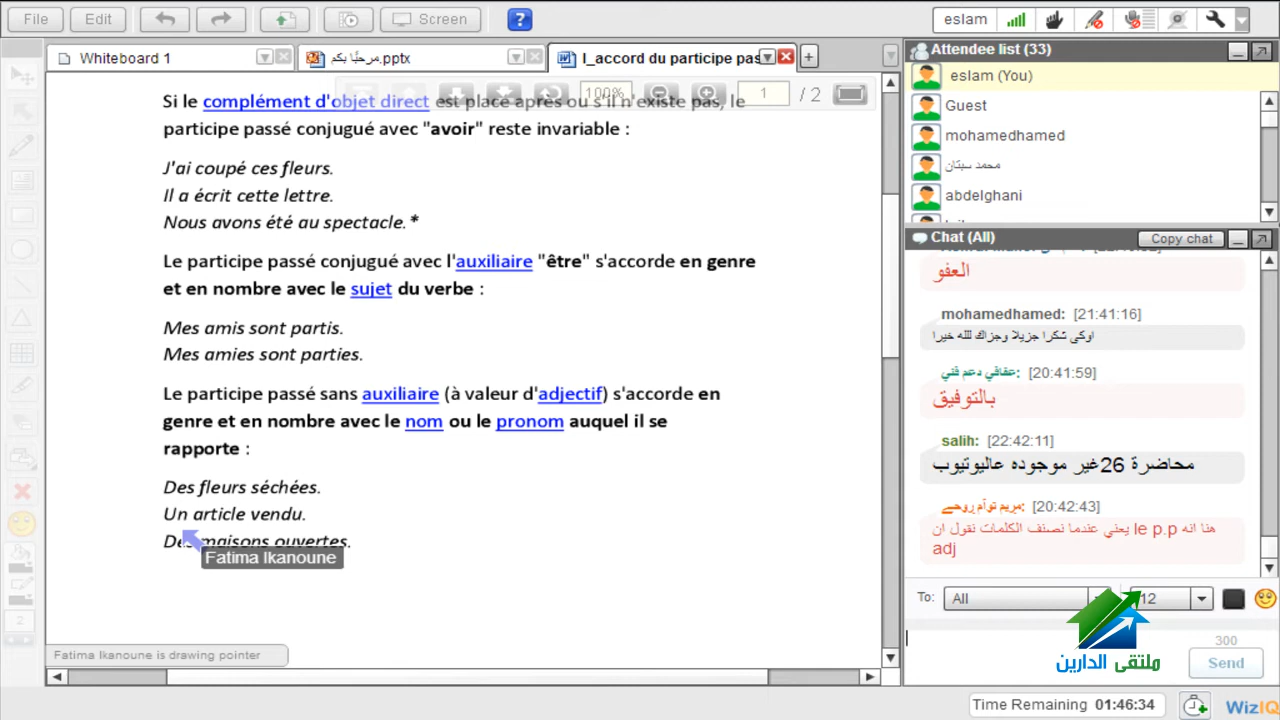 File
Edit
Screen
?
eslam
Whiteboard 1
مرحبًا بكم.pptx
l_accord du participe pas
+
Attendee list (33)
eslam (You)
Guest
mohamedhamed
محمد سبتان
abdelghani
100%
1 / 2
Si le complément d'objet direct est placé après ou s'il n'existe pas, le
participe passé conjugué avec "avoir" reste invariable :
J'ai coupé ces fleurs.
Il a écrit cette lettre.
Nous avons été au spectacle.*
Le participe passé conjugué avec l'auxiliaire "être" s'accorde en genre
et en nombre avec le sujet du verbe :
Mes amis sont partis.
Mes amies sont parties.
Le participe passé sans auxiliaire (à valeur d'adjectif) s'accorde en
genre et en nombre avec le nom ou le pronom auquel il se
rapporte :
Des fleurs séchées.
Un article vendu.
Des maisons ouvertes.
Fatima Ikanoune
Fatima Ikanoune is drawing pointer
2
Chat (All)
Copy chat
العفو
mohamedhamed: [21:41:16]
اوكى شكرا جزيلا وجزاك لله خيرا
عفافي دعم فني: [20:41:59]
بالتوفيق
salih: [22:42:11]
محاضرة 26غير موجوده عاليوتيوب
مريم توأم روحي: [20:42:43]
هنا انه le p.p يعني عندما نصنف الكلمات نقول ان
adj
To:
All
12
300
Send
ملتقى الدارين
Time Remaining 01:46:34
WizIQ